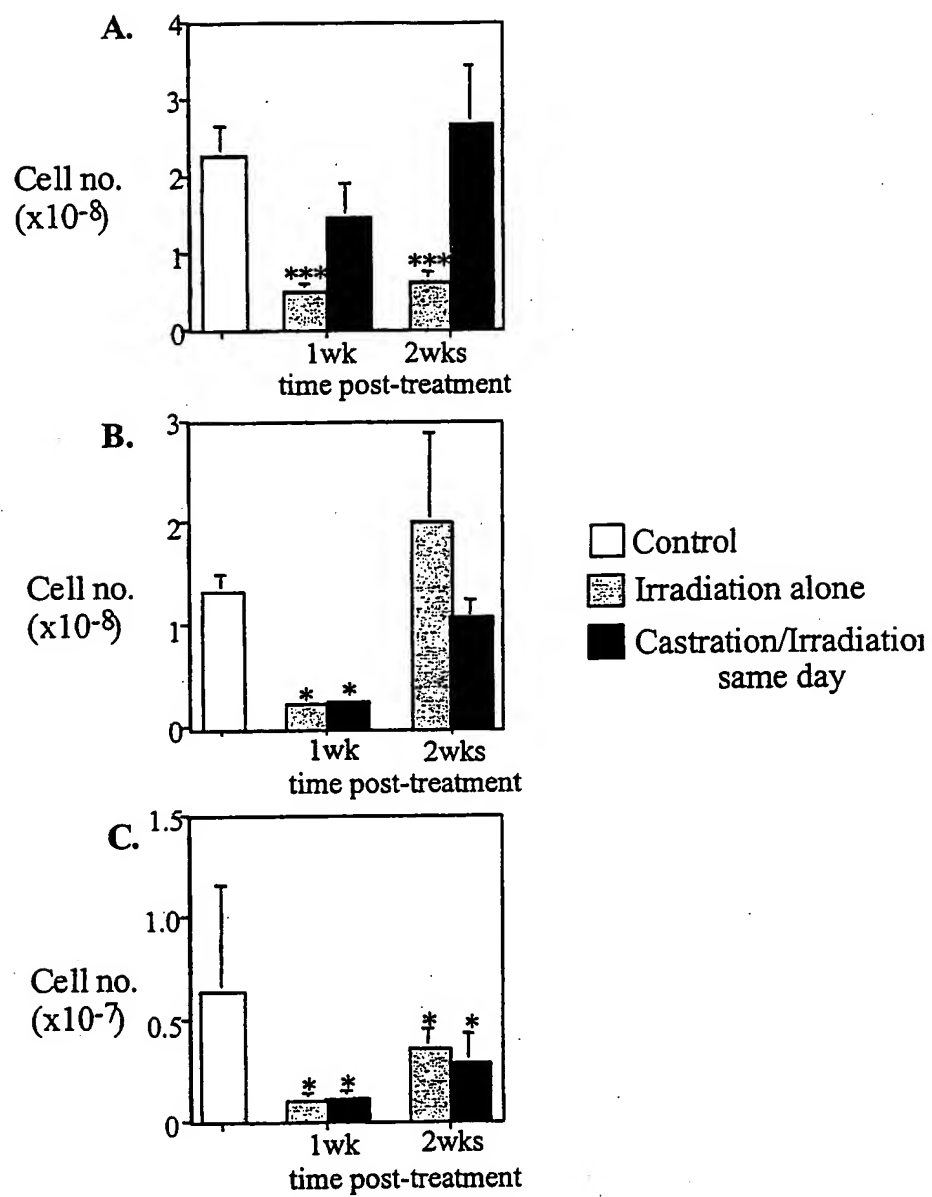 A.
4
3
2
1
0
Cell no.
(x10-8)
***
***
1wk 2wks
time post-treatment
B.
3
2
1
0
Cell no.
(x10-8)
* *
1wk 2wks
time post-treatment
Control
Irradiation alone
Castration/Irradiation
same day
C.
1.5
1.0
0.5
0
Cell no.
(x10-7)
* *
* *
1wk 2wks
time post-treatment